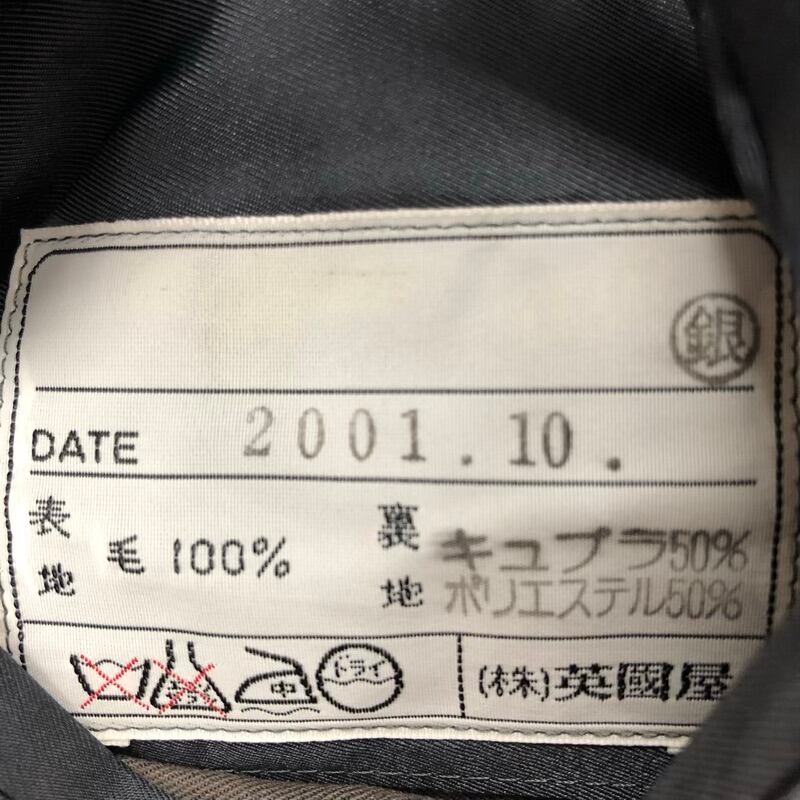 銀
DATE 2001.10.
表地 毛 100% 裏地 キュプラ50%
ポリエステル50%
中 ドライ (株)英國屋